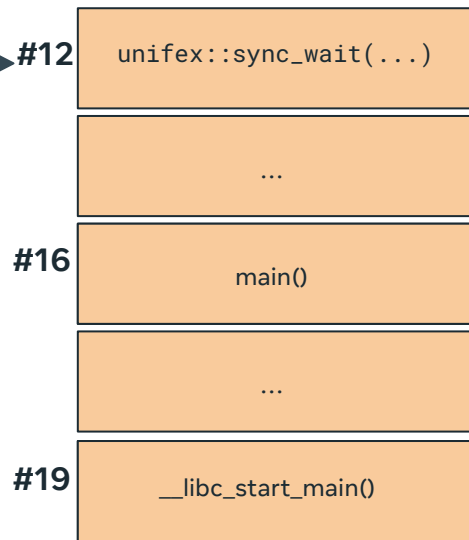 #12 unifex::sync_wait(...)
...
#16 main()
...
#19 __libc_start_main()